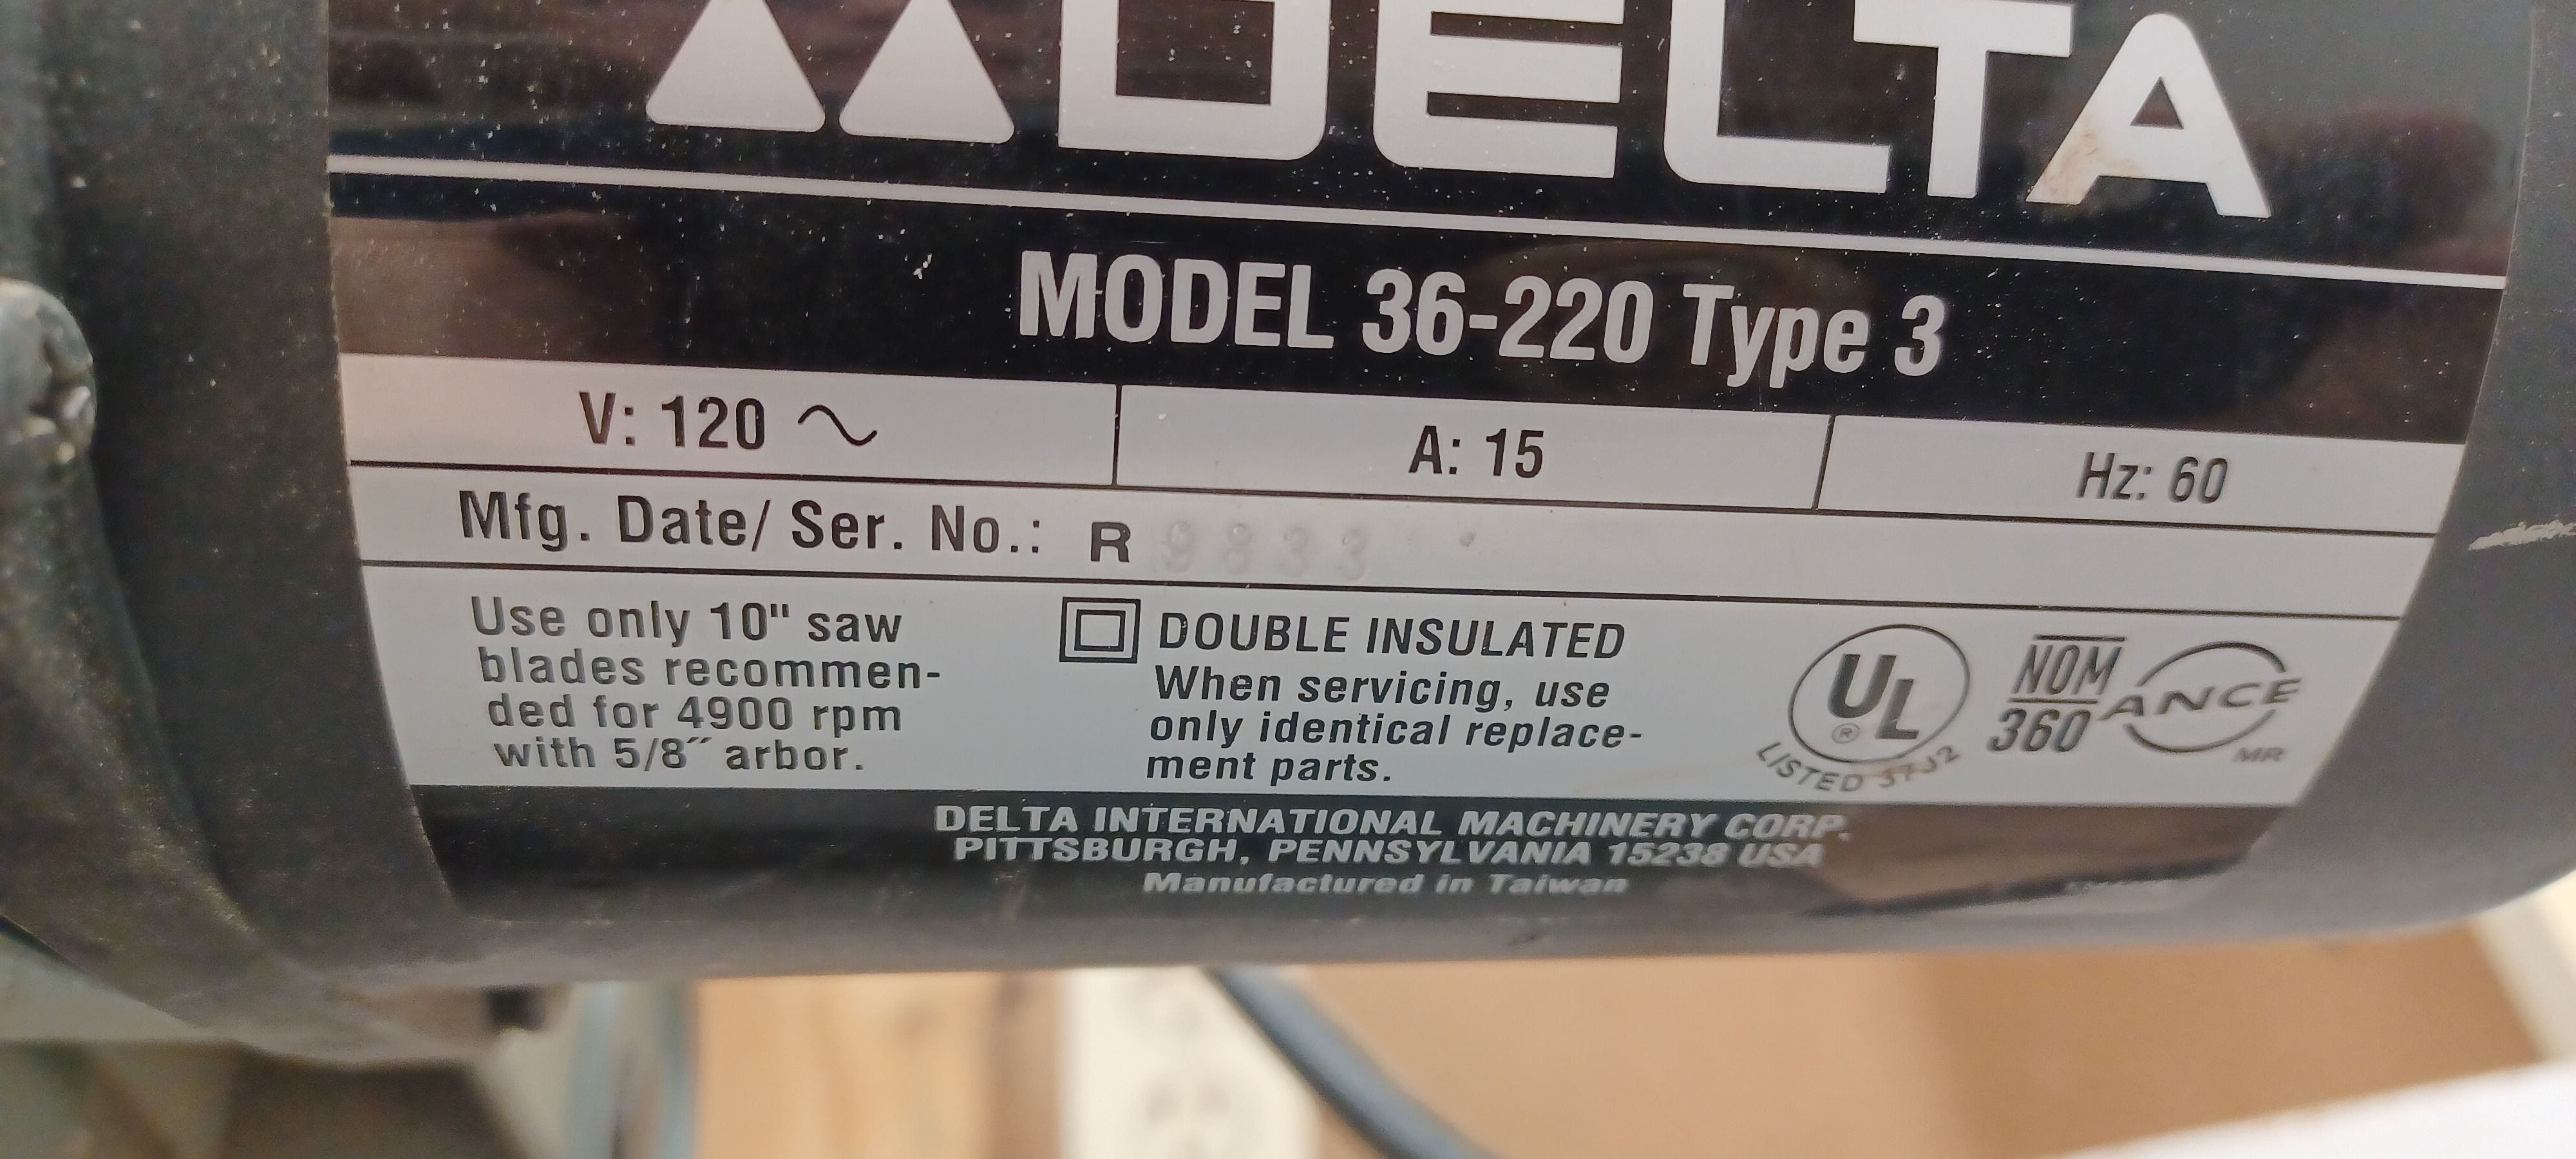 DELTA
MODEL 36-220 Type 3
V: 120 ~ A: 15 Hz: 60
Mfg. Date/ Ser. No.: R 9833
Use only 10" saw
blades recommen-
ded for 4900 rpm
with 5/8" arbor.
DOUBLE INSULATED
When servicing, use
only identical replace-
ment parts.
UL
®
LISTED
NOM
360
ANCE
MR
DELTA INTERNATIONAL MACHINERY CORP.
PITTSBURGH, PENNSYLVANIA 15238 USA
Manufactured in Taiwan